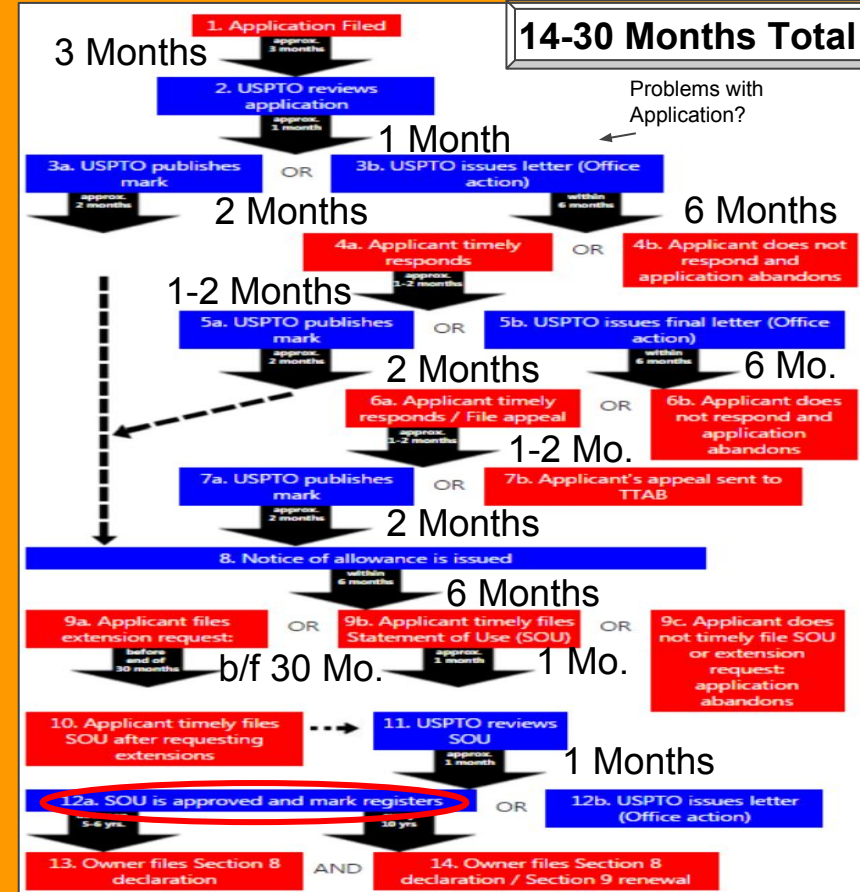 14-30 Months Total
1. Application Filed
approx.
3 months
3 Months
2. USPTO reviews
application
approx.
1 month
1 Month
Problems with
Application?
3a. USPTO publishes
mark
OR
3b. USPTO issues letter (Office
action)
approx.
2 months
2 Months
within
6 months
6 Months
4a. Applicant timely
responds
OR
4b. Applicant does not
respond and
application abandons
approx.
1-2 months
1-2 Months
5a. USPTO publishes
mark
OR
5b. USPTO issues final letter (Office
action)
approx.
2 months
2 Months
within
6 months
6 Mo.
6a. Applicant timely
responds / File appeal
OR
6b. Applicant does
not respond and
application
abandons
approx.
1-2 months
1-2 Mo.
7a. USPTO publishes
mark
OR
7b. Applicant's appeal sent to
TTAB
approx.
2 months
2 Months
8. Notice of allowance is issued
within
6 months
6 Months
9a. Applicant files
extension request:
OR
9b. Applicant timely files
Statement of Use (SOU)
OR
9c. Applicant does
not timely file SOU
or extension
request:
application
abandons
before
end of
30 months
b/f 30 Mo.
approx.
1 month
1 Mo.
10. Applicant timely files
SOU after requesting
extensions
11. USPTO reviews
SOU
approx.
1 month
1 Months
12a. SOU is approved and mark registers
OR
12b. USPTO issues letter
(Office action)
5-6 yrs.
10 yrs
13. Owner files Section 8
declaration
AND
14. Owner files Section 8
declaration / Section 9 renewal